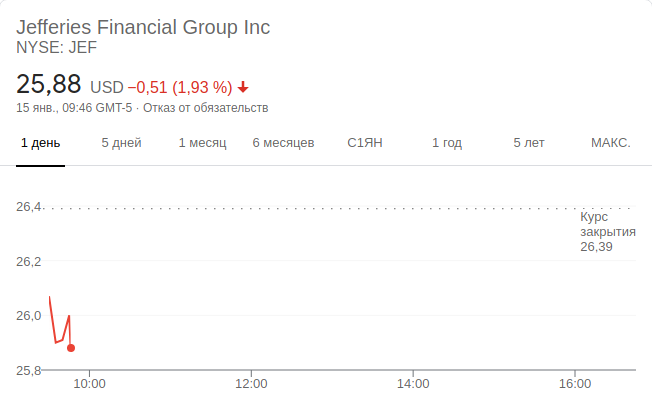 Jefferies Financial Group Inc
NYSE: JEF
25,88 USD −0,51 (1,93 %)
15 янв., 09:46 GMT-5 · Отказ от обязательств
1 день 5 дней 1 месяц 6 месяцев С1ЯН 1 год 5 лет МАКС.
26,4
Курс
закрытия
26,39
26,2
26,0
25,8
10:00 12:00 14:00 16:00